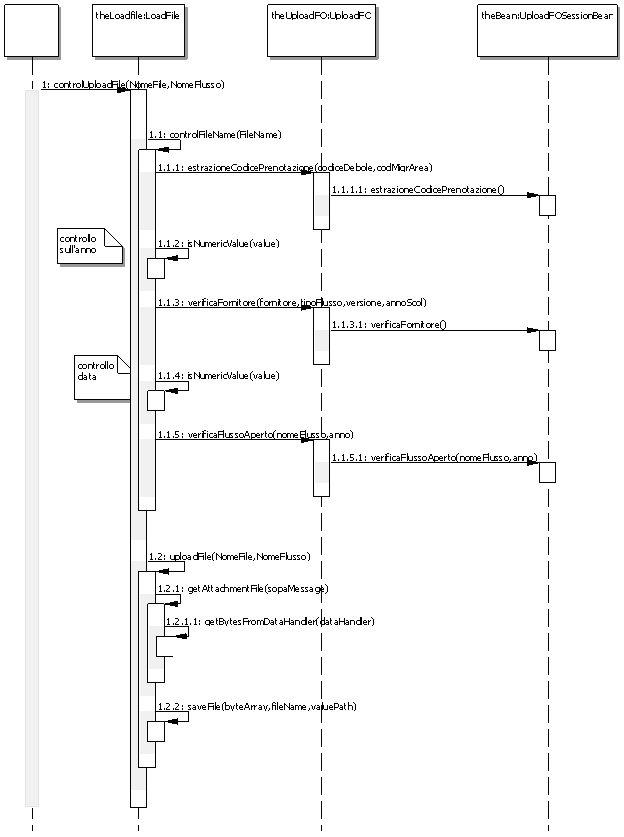 theLoadfile:LoadFile
theUploadFO:UploadFC
theBean:UploadFOSessionBean
1: controlUploadFile(NomeFile,NomeFlusso)
1.1: controlFileName(FileName)
1.1.1: estrazioneCodicePrenotazione(codiceDebole,codMigrArea)
1.1.1.1: estrazioneCodicePrenotazione()
controllo
sull'anno
1.1.2: isNumericValue(value)
1.1.3: verificaFornitore(fornitore,tipoFlusso,versione,annoScol)
1.1.3.1: verificaFornitore()
controllo
data
1.1.4: isNumericValue(value)
1.1.5: verificaFlussoAperto(nomeFlusso,anno)
1.1.5.1: verificaFlussoAperto(nomeFlusso,anno)
1.2: uploadFile(NomeFile,NomeFlusso)
1.2.1: getAttachmentFile(sopaMessage)
1.2.1.1: getBytesFromDataHandler(dataHandler)
1.2.2: saveFile(byteArray,fileName,valuePath)